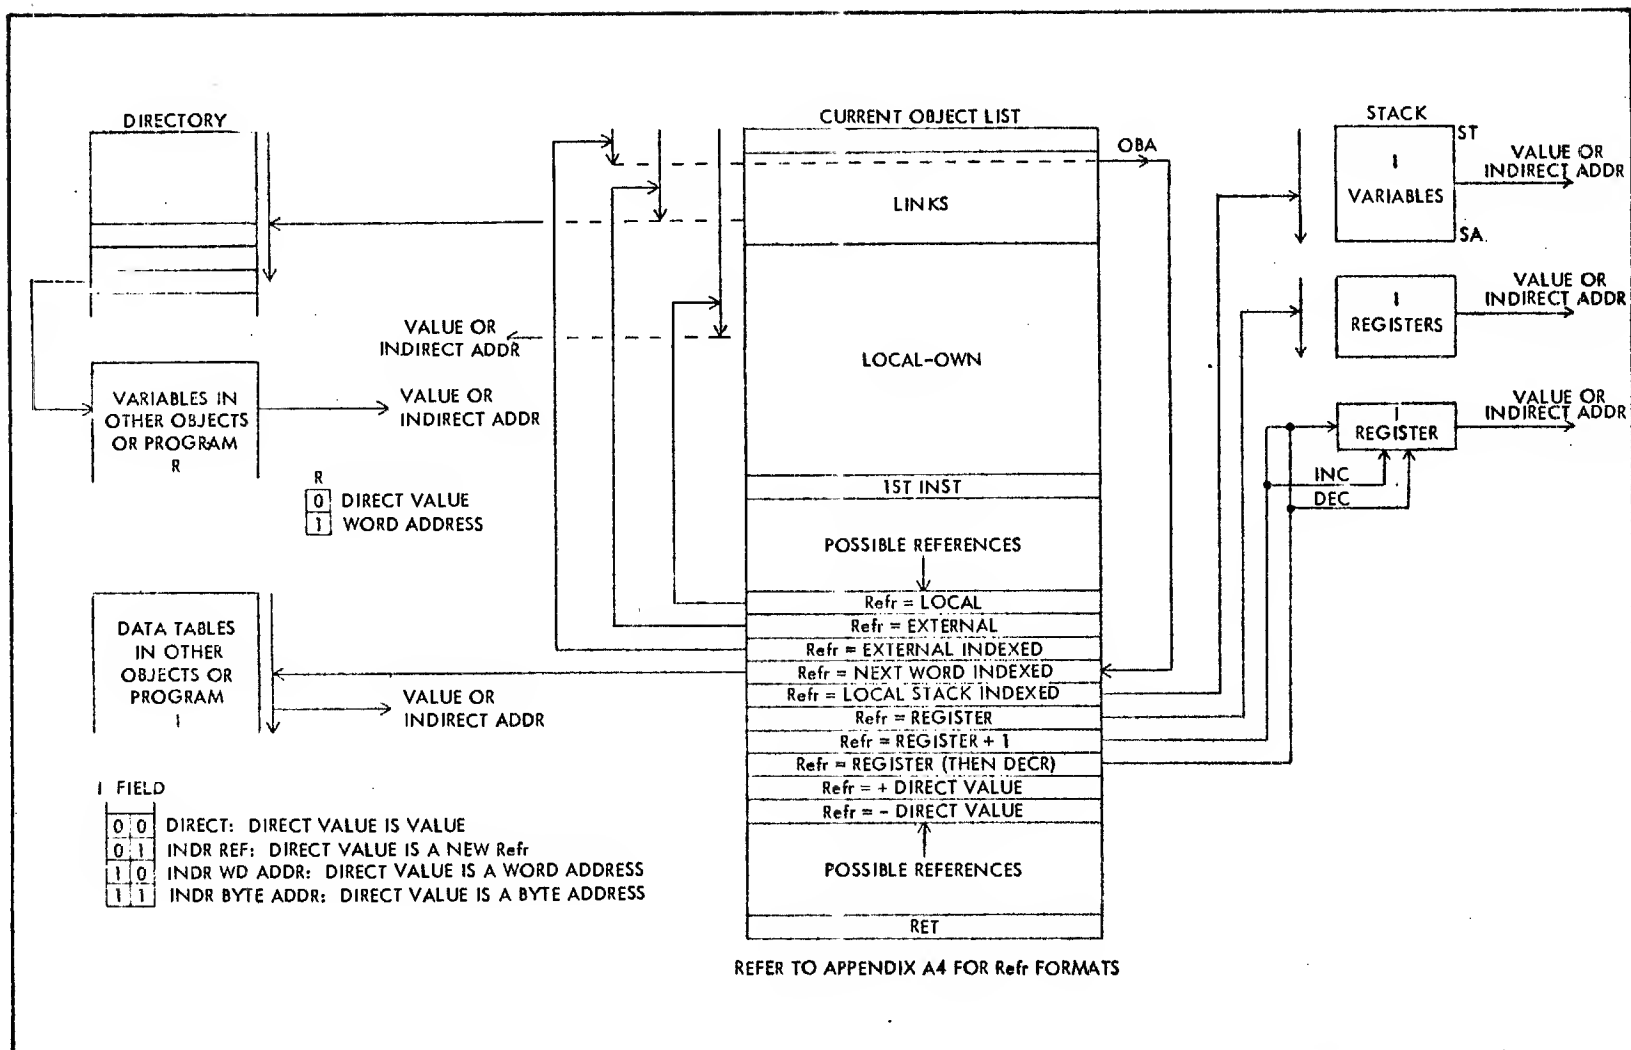 DIRECTORY
VARIABLES IN
OTHER OBJECTS
OR PROGRAM
R
VALUE OR
INDIRECT ADDR
VALUE OR
INDIRECT ADDR
R
0 DIRECT VALUE
1 WORD ADDRESS
DATA TABLES
IN OTHER
OBJECTS OR
PROGRAM
I
VALUE OR
INDIRECT ADDR
I FIELD
0 0 DIRECT: DIRECT VALUE IS VALUE
0 1 INDR REF: DIRECT VALUE IS A NEW Refr
1 0 INDR WD ADDR: DIRECT VALUE IS A WORD ADDRESS
1 1 INDR BYTE ADDR: DIRECT VALUE IS A BYTE ADDRESS
CURRENT OBJECT LIST
OBA
LINKS
LOCAL-OWN
1ST INST
POSSIBLE REFERENCES
Refr = LOCAL
Refr = EXTERNAL
Refr = EXTERNAL INDEXED
Refr = NEXT WORD INDEXED
Refr = LOCAL STACK INDEXED
Refr = REGISTER
Refr = REGISTER + 1
Refr = REGISTER (THEN DECR)
Refr = + DIRECT VALUE
Refr = - DIRECT VALUE
POSSIBLE REFERENCES
RET
REFER TO APPENDIX A4 FOR Refr FORMATS
STACK
ST
I
VARIABLES
SA
VALUE OR
INDIRECT ADDR
I
REGISTERS
VALUE OR
INDIRECT ADDR
I
REGISTER
VALUE OR
INDIRECT ADDR
INC
DEC